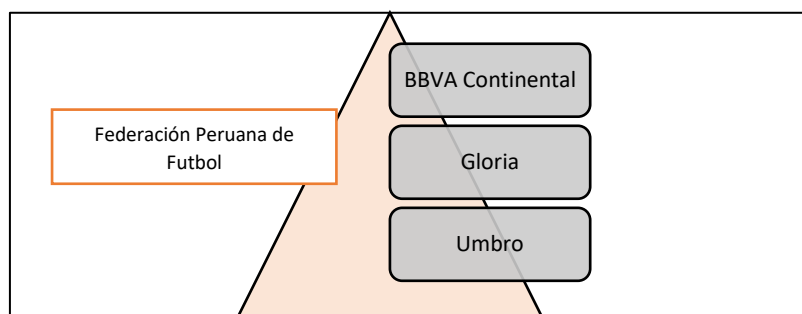 BBVA Continental
Federación Peruana de
Futbol
Gloria
Umbro